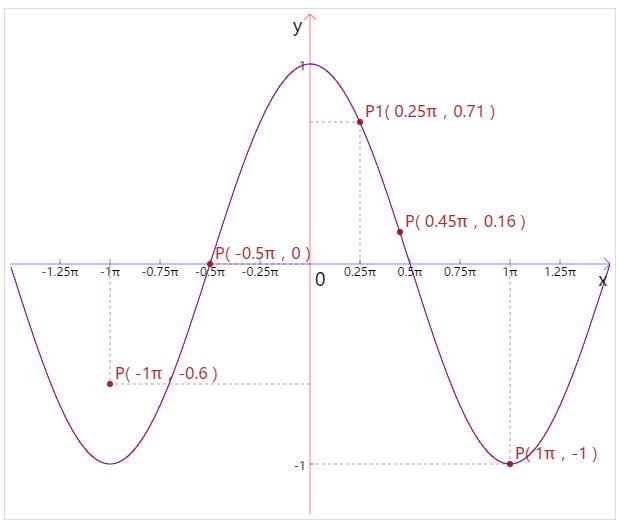 y
1
P1( 0.25π , 0.71 )
P( 0.45π , 0.16 )
P( -0.5π , 0 )
-1.25π -1π -0.75π -0.5π -0.25π 0.25π 0.5π 0.75π 1π 1.25π
0 x
P( -1π , -0.6 )
P( 1π , -1 )
-1